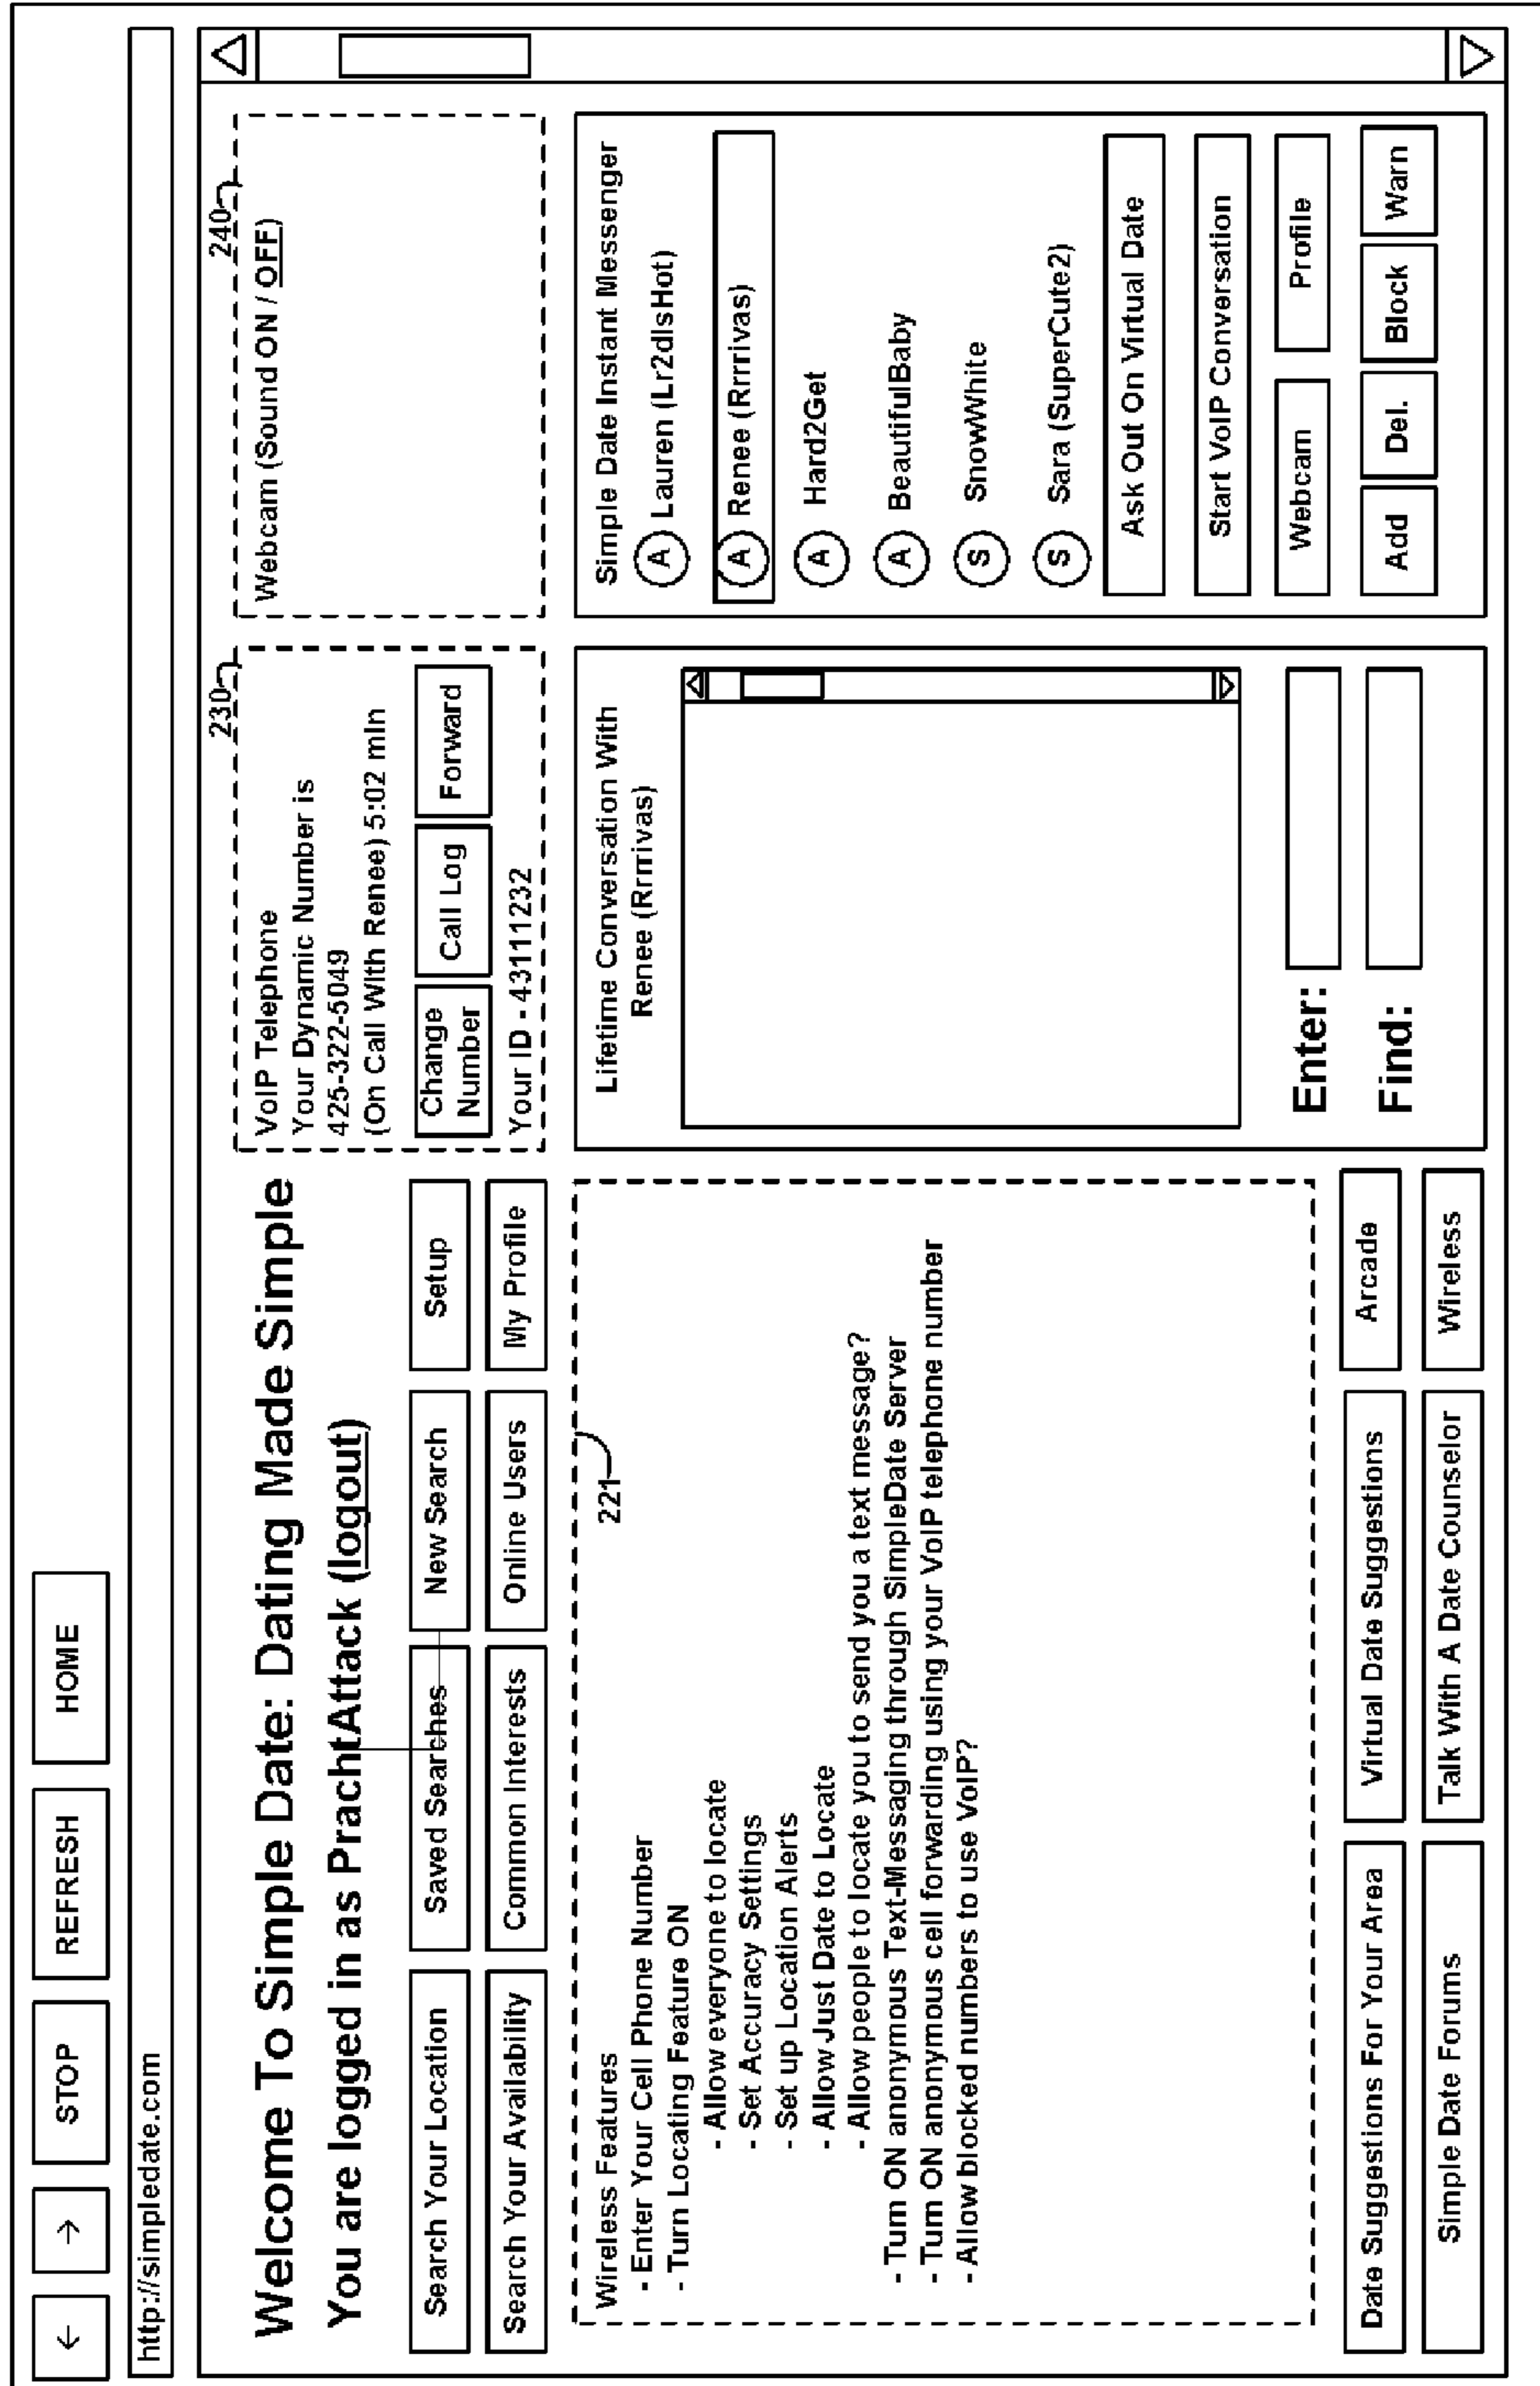 ← → STOP REFRESH HOME
http://simpledate.com
Welcome To Simple Date: Dating Made Simple
You are logged in as PrachtAttack (logout)
Search Your Location Saved Searches New Search Setup
Search Your Availability Common Interests Online Users My Profile
221
Wireless Features
- Enter Your Cell Phone Number
- Turn Locating Feature ON
- Allow everyone to locate
- Set Accuracy Settings
- Set up Location Alerts
- Allow Just Date to Locate
- Allow people to locate you to send you a text message?
- Turn ON anonymous Text-Messaging through SimpleDate Server
- Turn ON anonymous cell forwarding using your VoIP telephone number
- Allow blocked numbers to use VoIP?
Date Suggestions For Your Area Virtual Date Suggestions Arcade
Simple Date Forums Talk With A Date Counselor Wireless
230
VoIP Telephone
Your Dynamic Number is
425-322-5049
(On Call With Renee) 5:02 min
Change
Number
Call Log Forward
Your ID - 43111232
240
Webcam (Sound ON / OFF)
Lifetime Conversation With
Renee (Rrrrivas)
Enter:
Find:
Simple Date Instant Messenger
A Lauren (Lr2dIsHot)
A Renee (Rrrrivas)
A Hard2Get
A BeautifulBaby
S SnowWhite
S Sara (SuperCute2)
Ask Out On Virtual Date
Start VoIP Conversation
Webcam Profile
Add Del. Block Warn